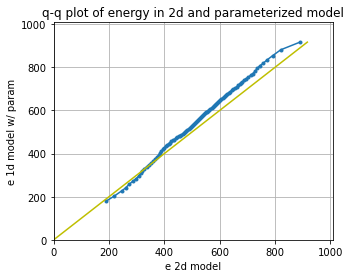 q-q plot of energy in 2d and parameterized model
1000
800
600
400
200
0
e 1d model w/ param
0 200 400 600 800 1000
e 2d model